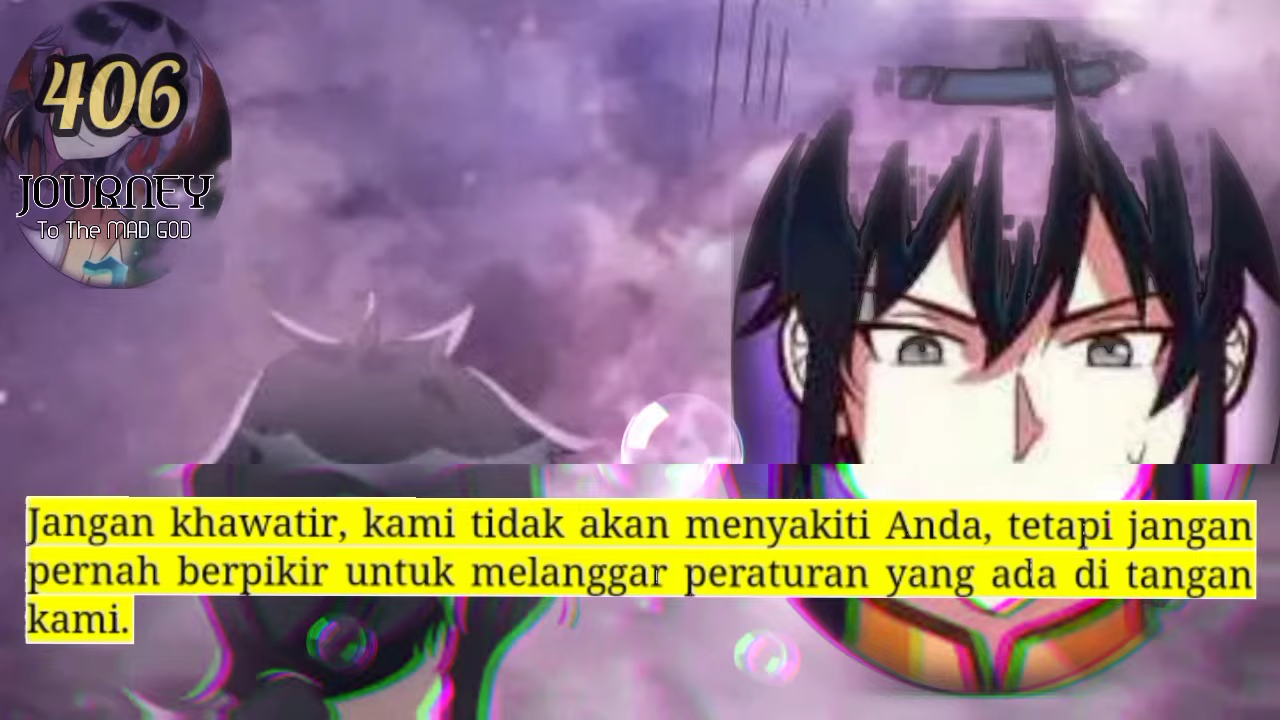 406
JOURNEY
To The MAD GOD
Jangan khawatir, kami tidak akan menyakiti Anda, tetapi jangan
pernah berpikir untuk melanggar peraturan yang ada di tangan
kami.